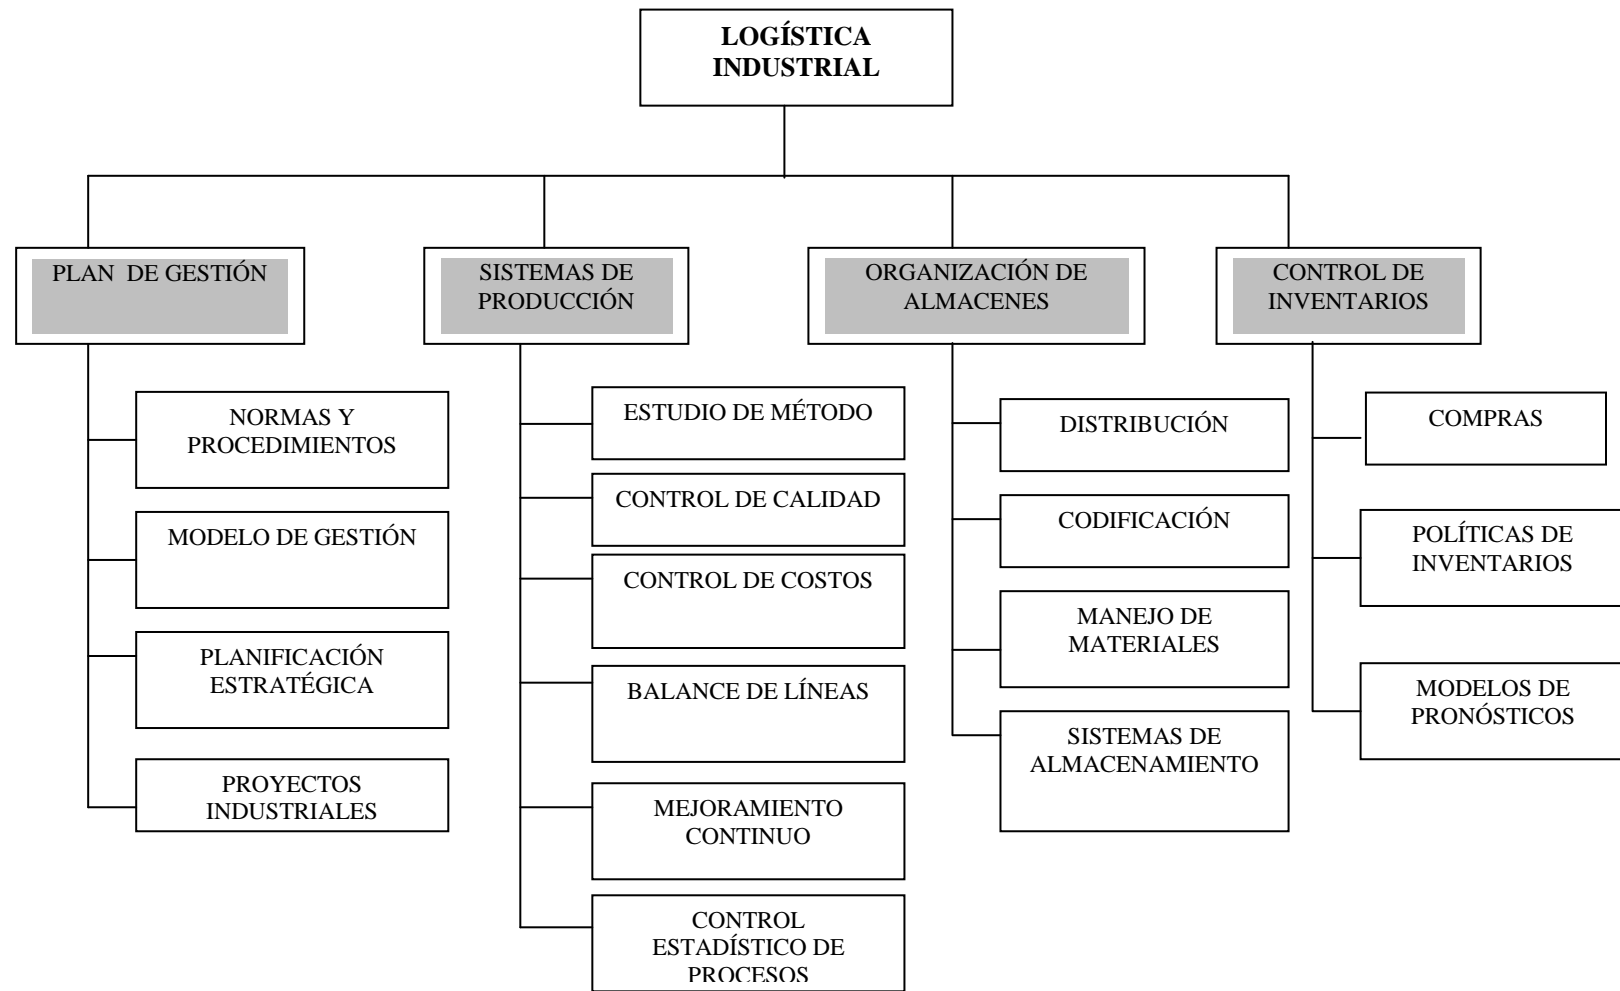 LOGÍSTICA
INDUSTRIAL
PLAN DE GESTIÓN
SISTEMAS DE
PRODUCCIÓN
ORGANIZACIÓN DE
ALMACENES
CONTROL DE
INVENTARIOS
NORMAS Y
PROCEDIMIENTOS
MODELO DE GESTIÓN
PLANIFICACIÓN
ESTRATÉGICA
PROYECTOS
INDUSTRIALES
ESTUDIO DE MÉTODO
CONTROL DE CALIDAD
CONTROL DE COSTOS
BALANCE DE LÍNEAS
MEJORAMIENTO
CONTINUO
CONTROL
ESTADÍSTICO DE
PROCESOS
DISTRIBUCIÓN
CODIFICACIÓN
MANEJO DE
MATERIALES
SISTEMAS DE
ALMACENAMIENTO
COMPRAS
POLÍTICAS DE
INVENTARIOS
MODELOS DE
PRONÓSTICOS